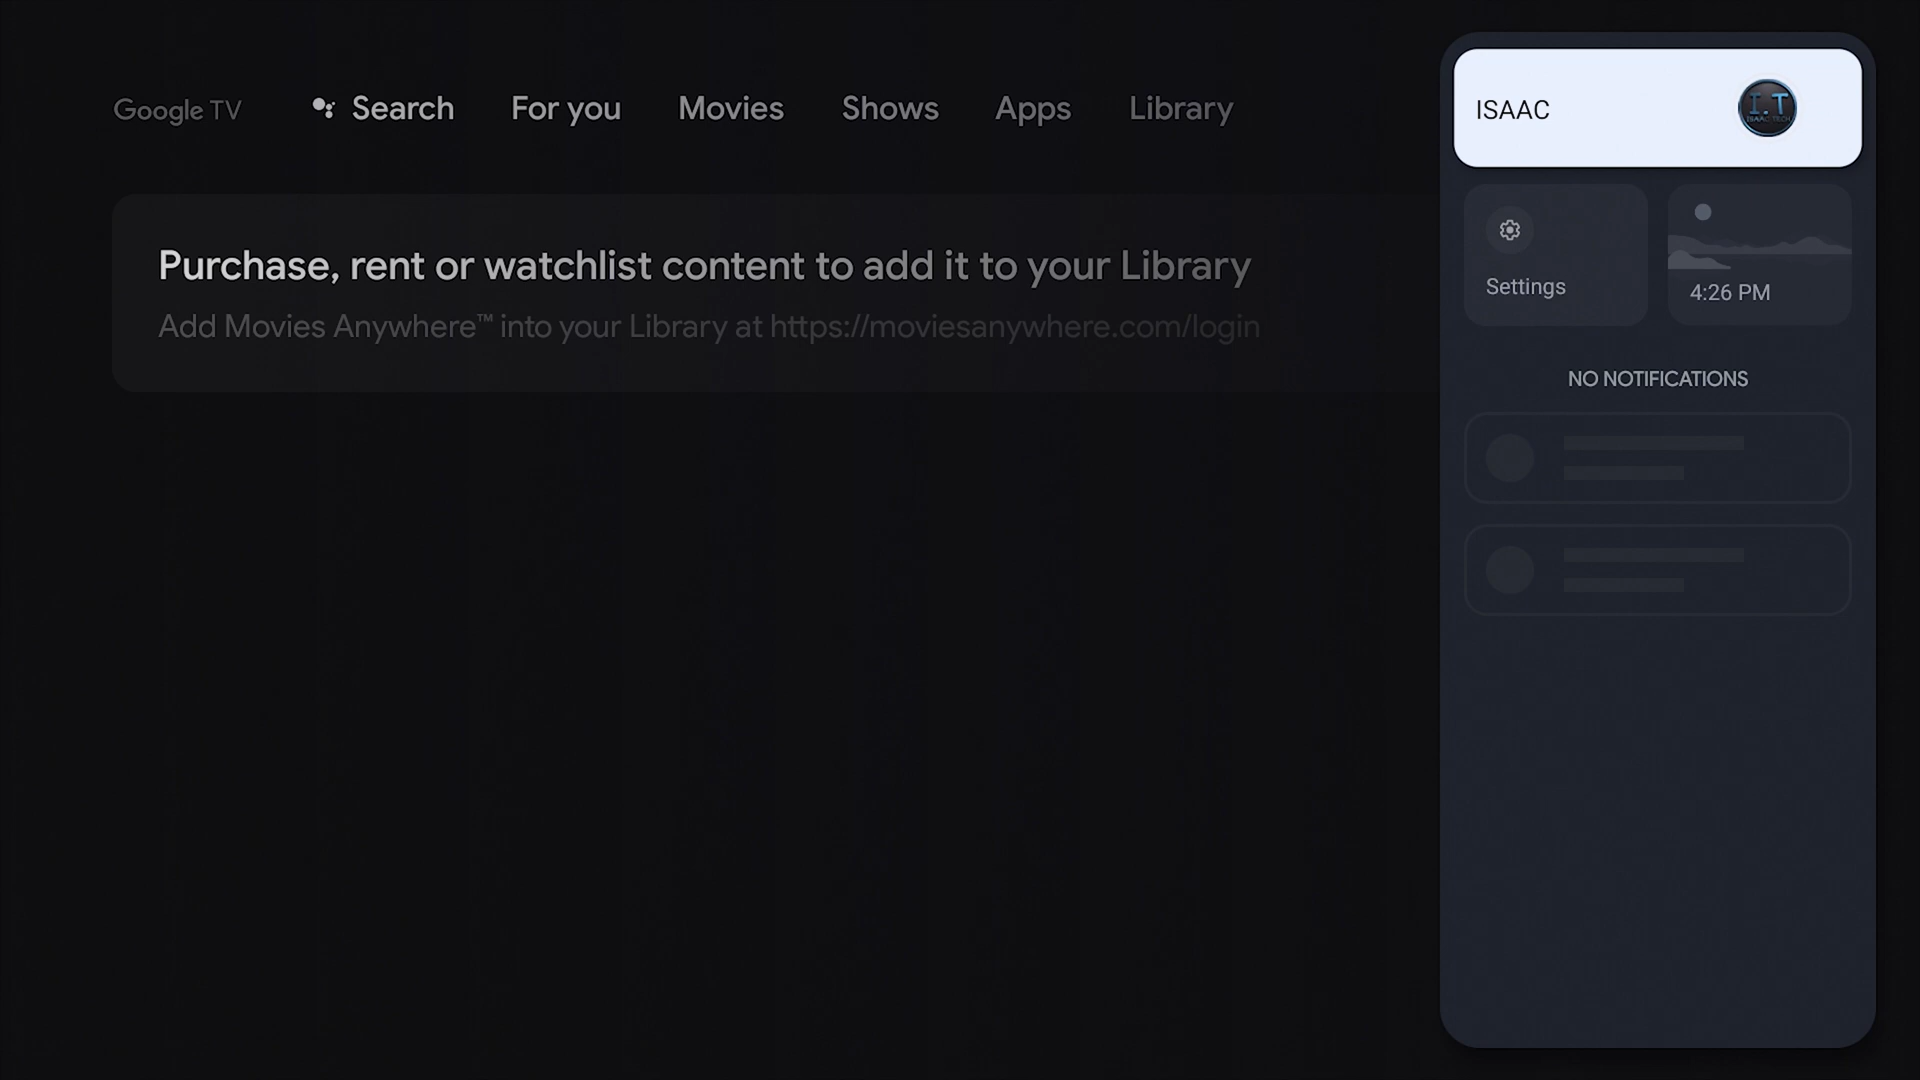 Google TV
Search
For you
Movies
Shows
Apps
Library
Purchase, rent or watchlist content to add it to your Library
Add Movies Anywhere™ into your Library at https://moviesanywhere.com/login
ISAAC
I.T
ISAAC TECH
Settings
4:26 PM
NO NOTIFICATIONS